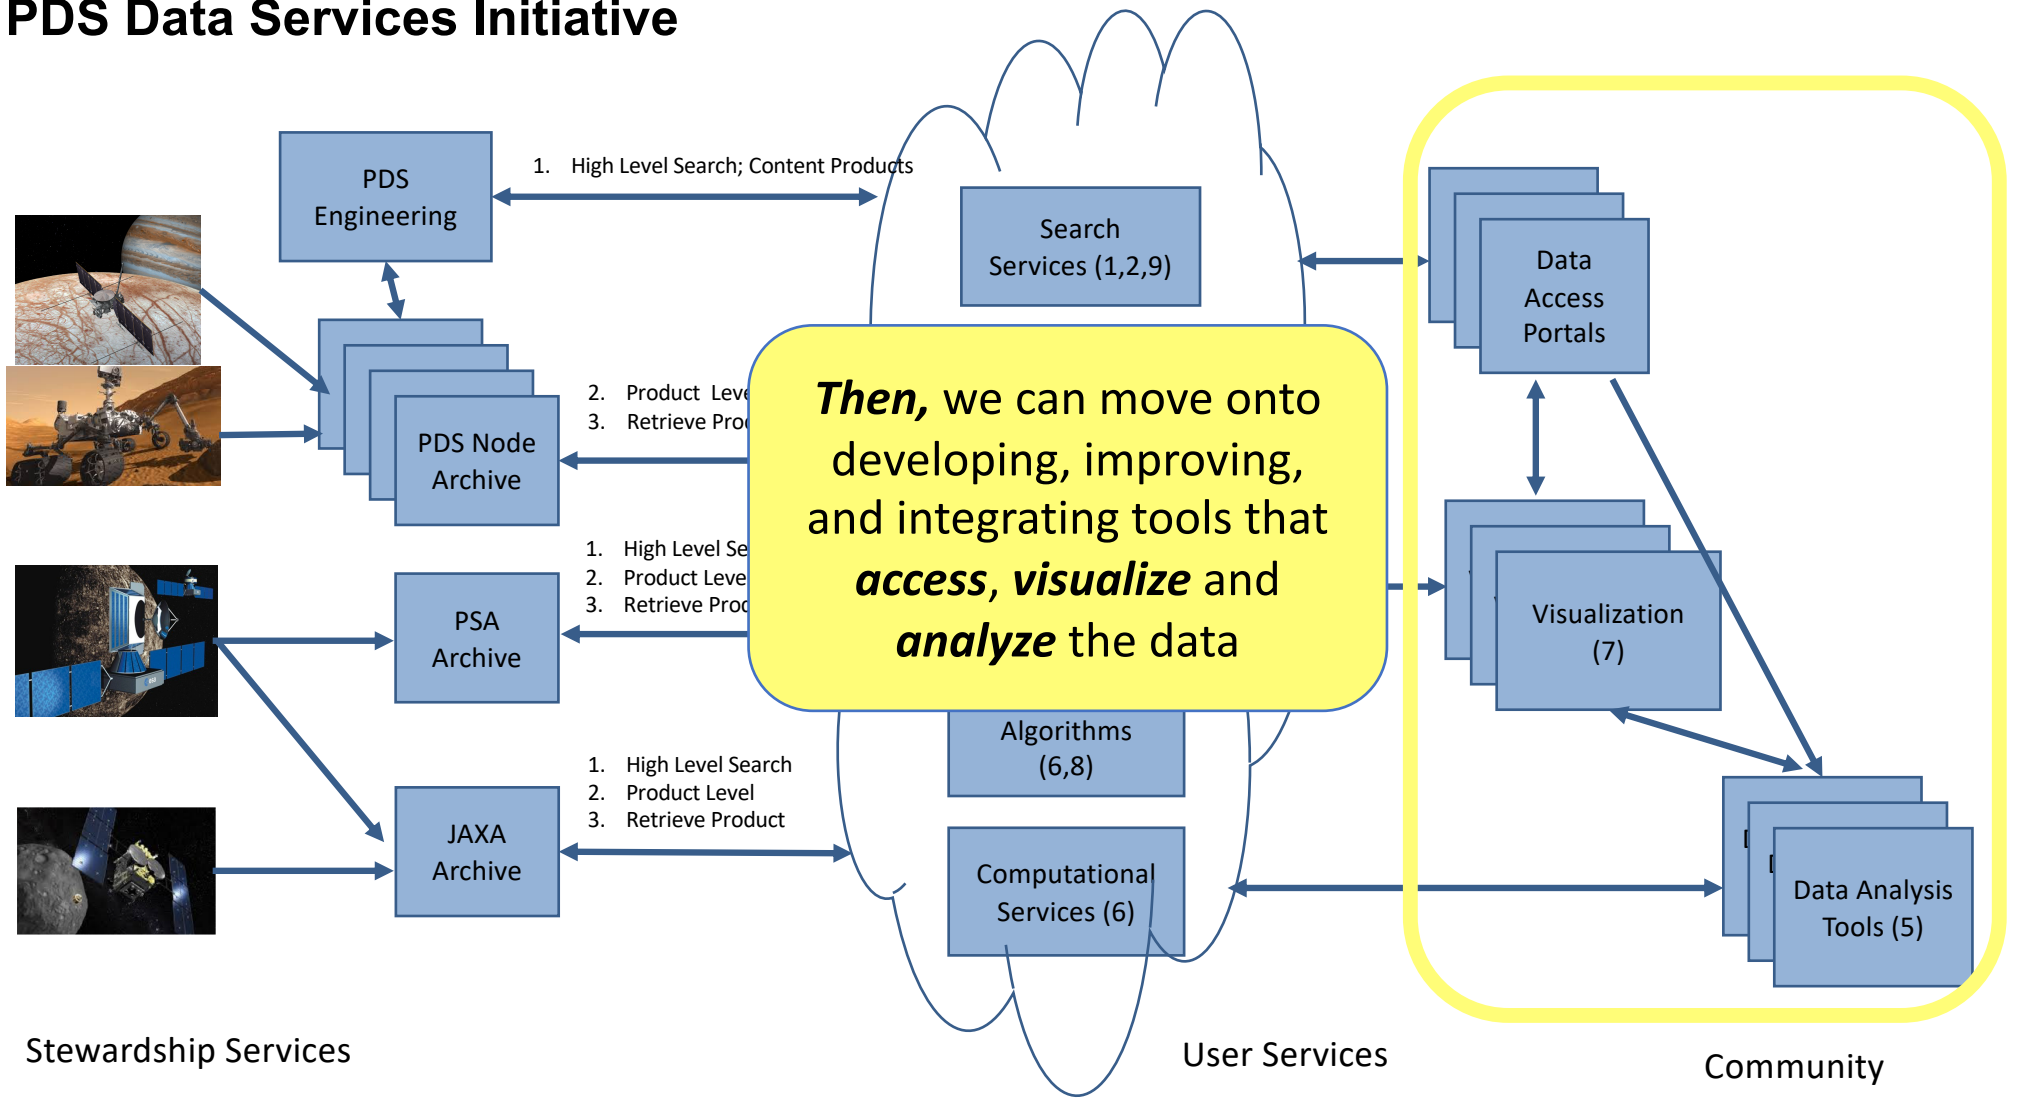 PDS Data Services Initiative
PDS
Engineering
1. High Level Search; Content Products
Search
Services (1,2,9)
Data
Access
Portals
2. Product Leve
3. Retrieve Prod
PDS Node
Archive
Then, we can move onto
developing, improving,
and integrating tools that
access, visualize and
analyze the data
1. High Level Se
2. Product Leve
3. Retrieve Prod
PSA
Archive
Visualization
(7)
Algorithms
(6,8)
1. High Level Search
2. Product Level
3. Retrieve Product
JAXA
Archive
Computational
Services (6)
Data Analysis
Tools (5)
Stewardship Services
User Services
Community